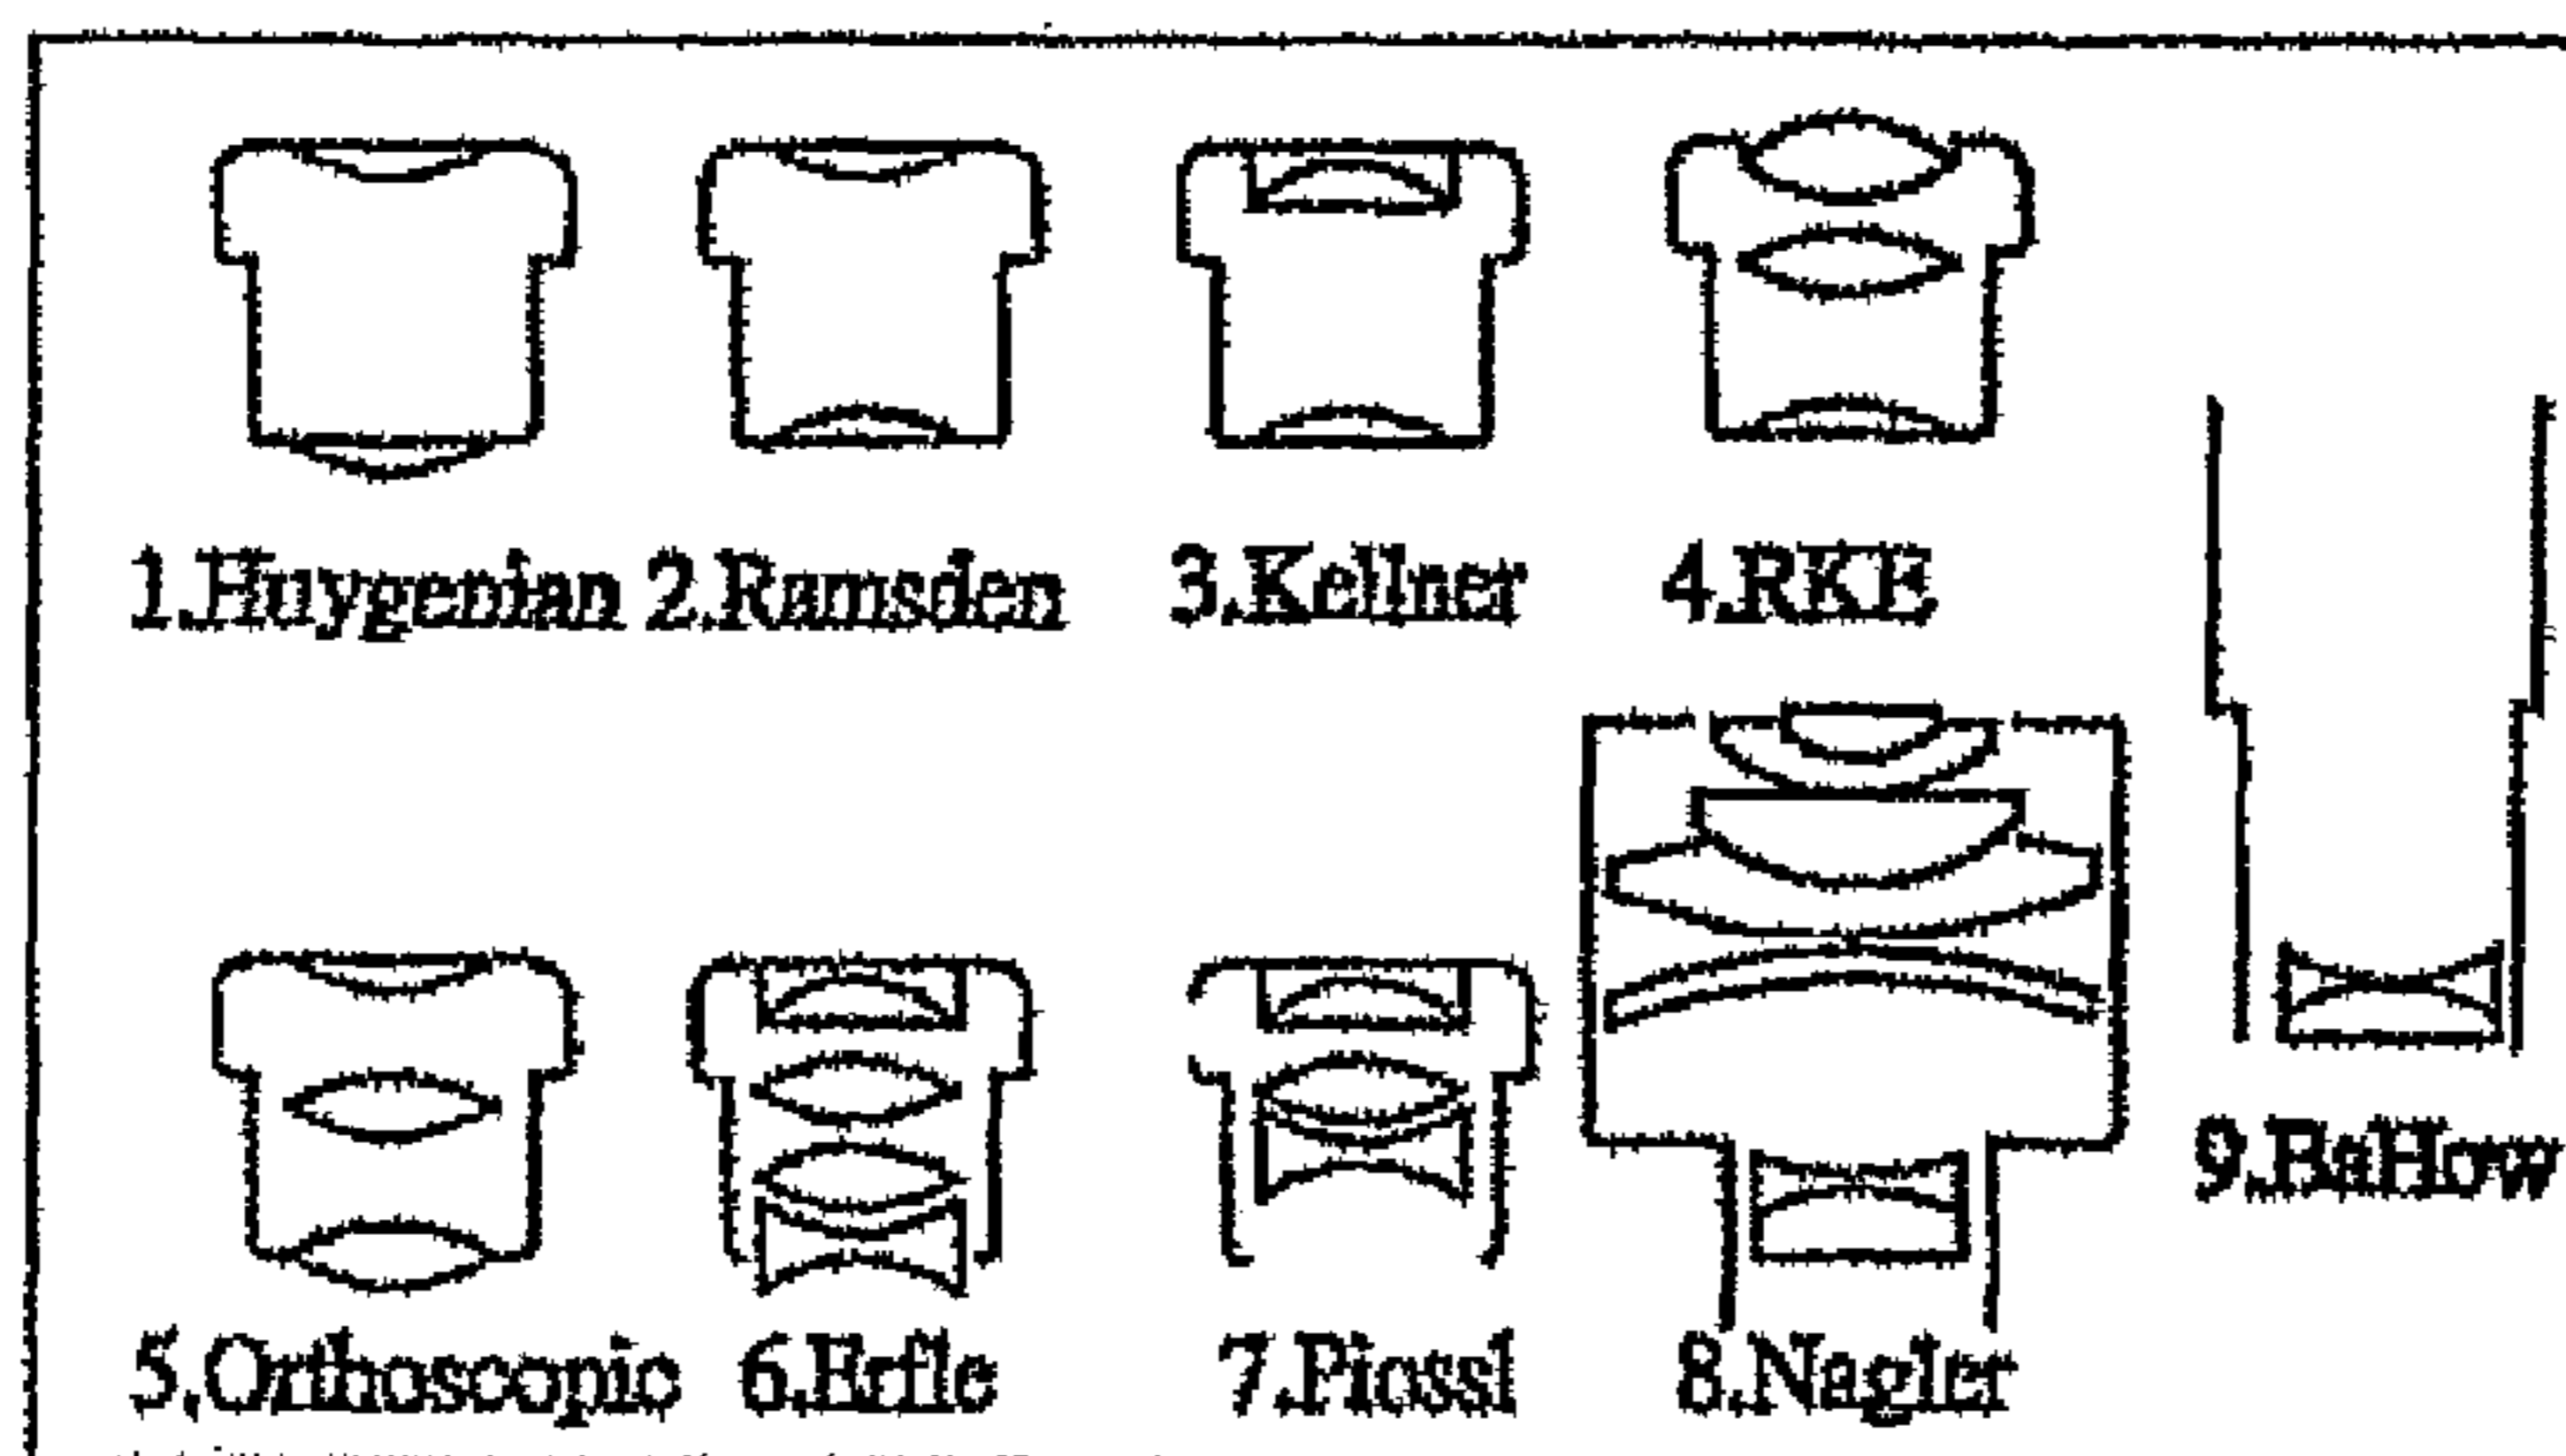 1.Huygenian 2.Ramsden 3.Kellner 4.RKE
9.BaHow
5.Orthoscopic 6.Erfle 7.Plossl 8.Nagler